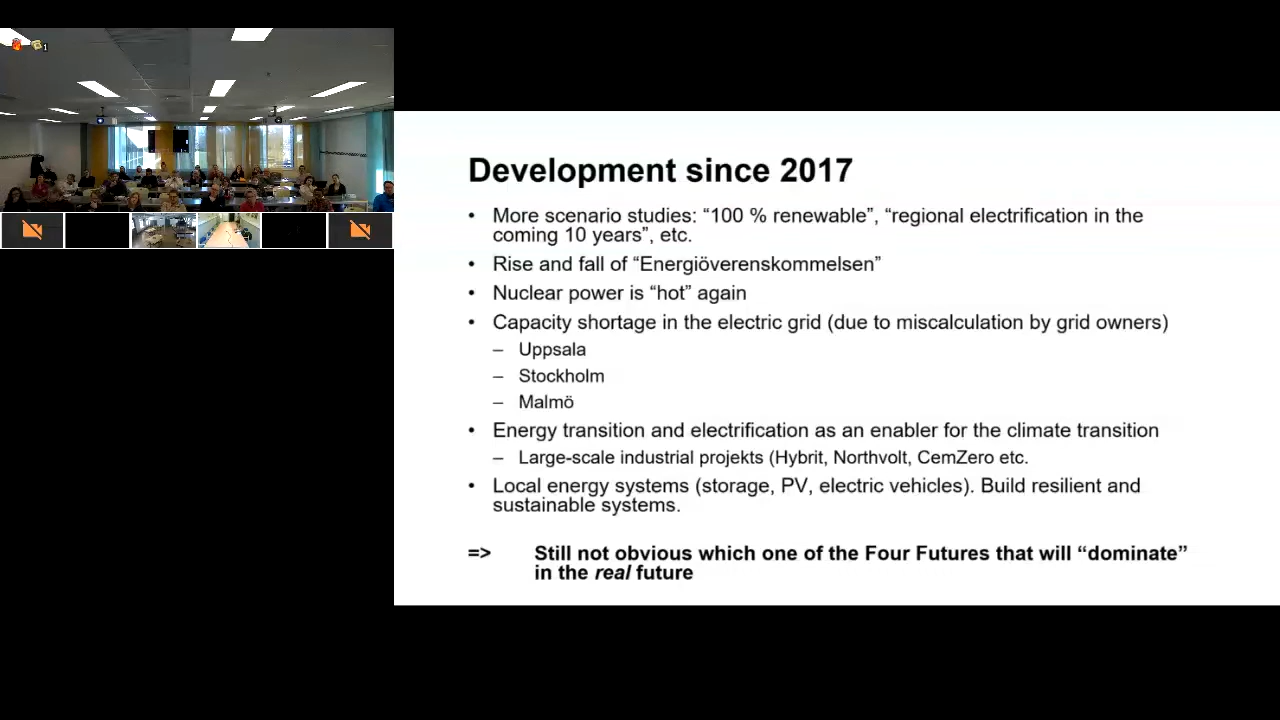 1
Development since 2017
• More scenario studies: “100 % renewable”, “regional electrification in the
coming 10 years”, etc.
• Rise and fall of “Energiöverenskommelsen”
• Nuclear power is “hot” again
• Capacity shortage in the electric grid (due to miscalculation by grid owners)
– Uppsala
– Stockholm
– Malmö
• Energy transition and electrification as an enabler for the climate transition
– Large-scale industrial projekts (Hybrit, Northvolt, CemZero etc.
• Local energy systems (storage, PV, electric vehicles). Build resilient and
sustainable systems.
=> Still not obvious which one of the Four Futures that will “dominate”
in the real future